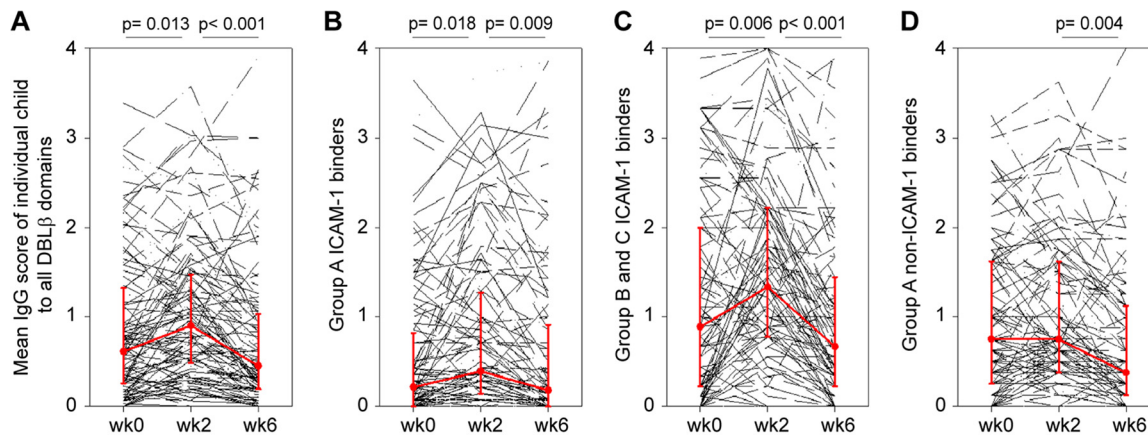 A
p= 0.013 p< 0.001
Mean IgG score of individual child
to all DBLβ domains
4
3
2
1
0
wk0 wk2 wk6
B
p= 0.018 p= 0.009
Group A ICAM-1 binders
4
3
2
1
0
wk0 wk2 wk6
C
p= 0.006 p< 0.001
Group B and C ICAM-1 binders
4
3
2
1
0
wk0 wk2 wk6
D
p= 0.004
Group A non-ICAM-1 binders
4
3
2
1
0
wk0 wk2 wk6